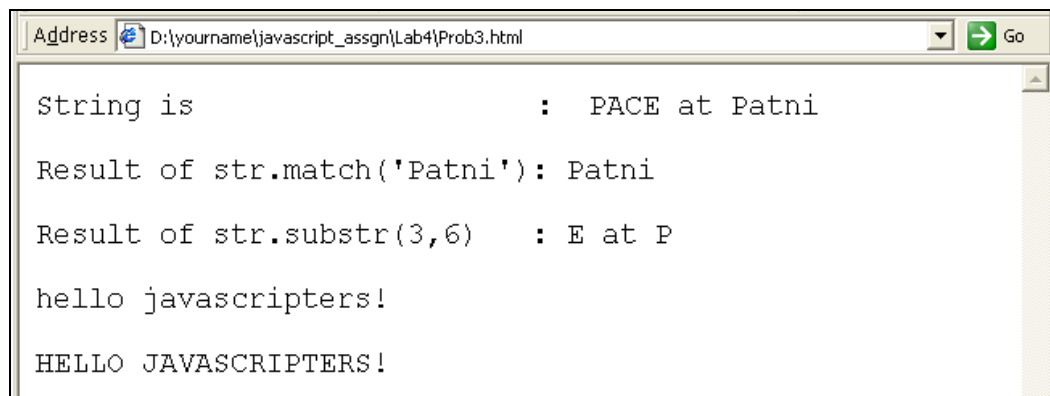 Address D:\yourname\javascript_assgn\Lab4\Prob3.html Go
String is                   :  PACE at Patni
Result of str.match('Patni'): Patni
Result of str.substr(3,6)   : E at P
hello javascripters!
HELLO JAVASCRIPTERS!